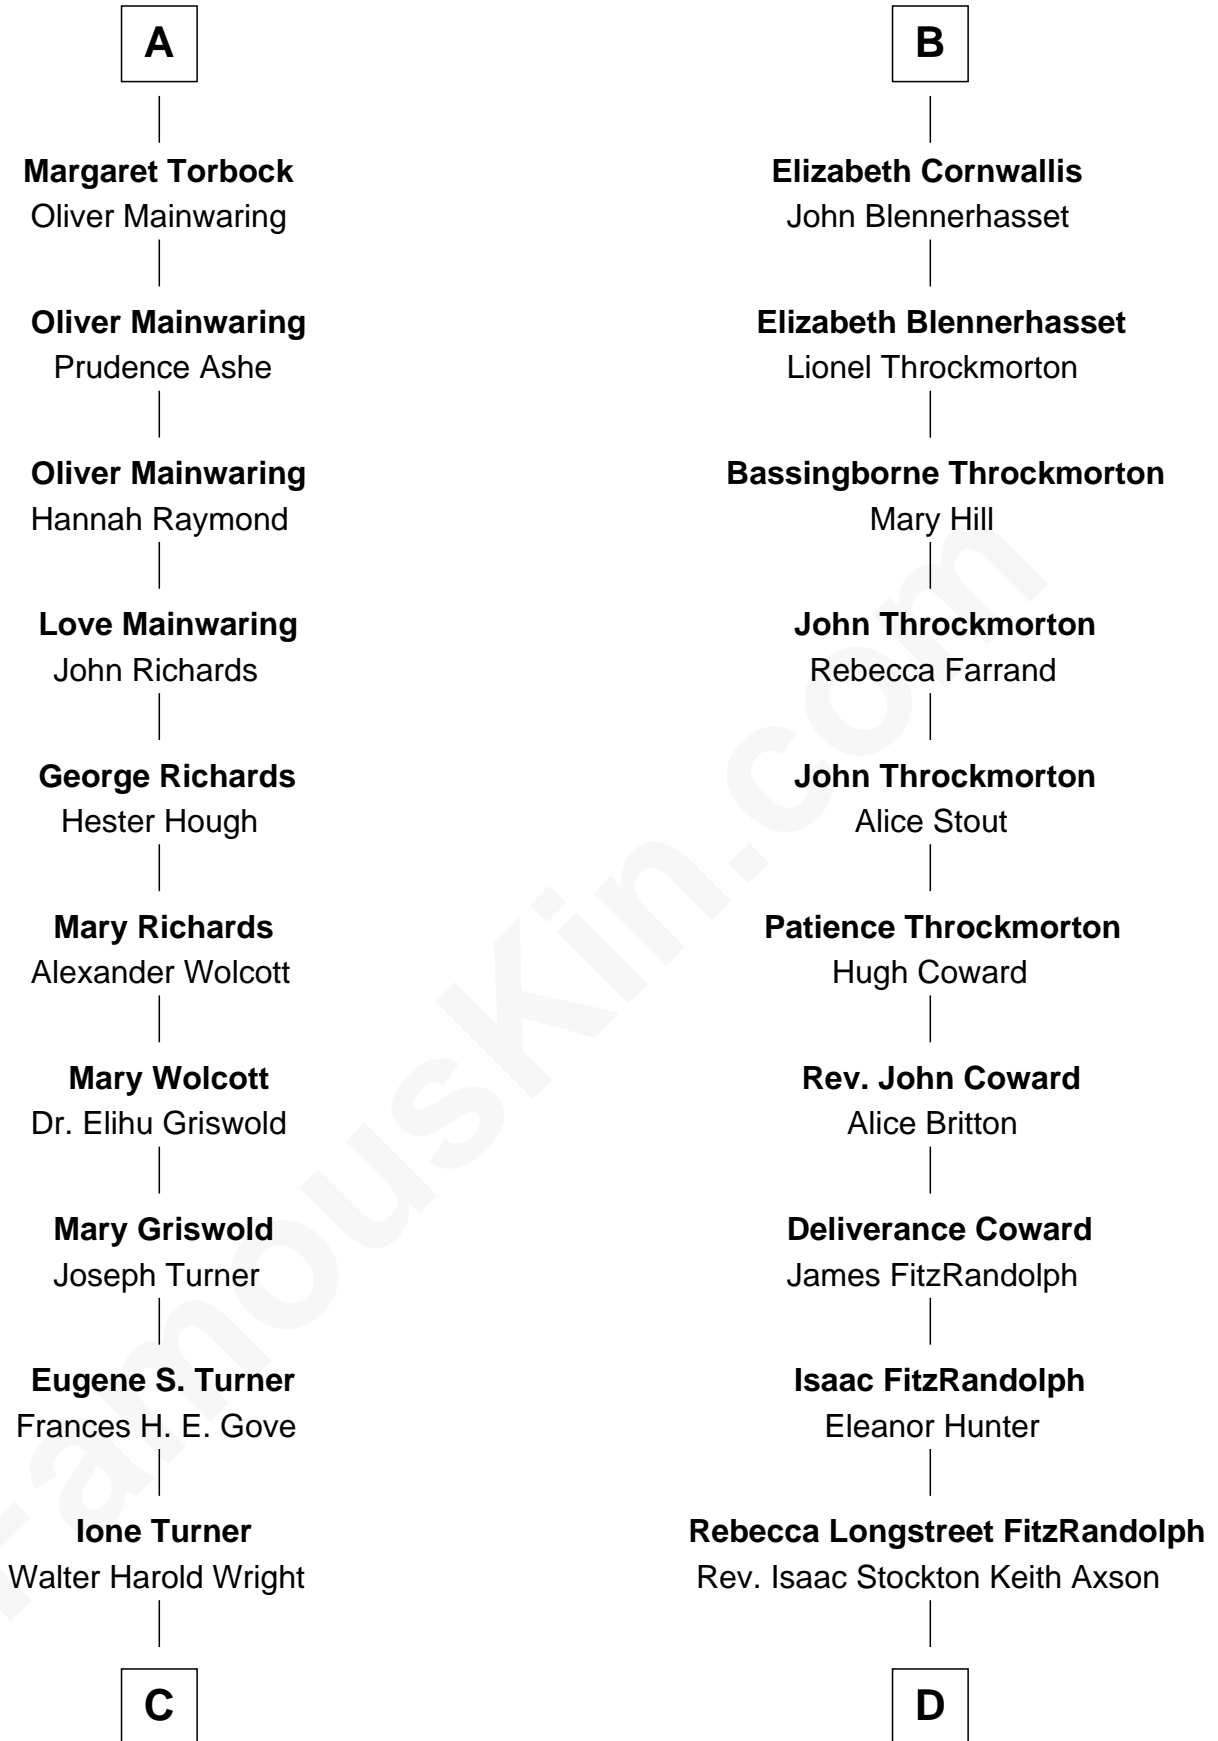 A
Margaret Torbock
Oliver Mainwaring
Oliver Mainwaring
Prudence Ashe
Oliver Mainwaring
Hannah Raymond
Love Mainwaring
John Richards
George Richards
Hester Hough
Mary Richards
Alexander Wolcott
Mary Wolcott
Dr. Elihu Griswold
Mary Griswold
Joseph Turner
Eugene S. Turner
Frances H. E. Gove
Ione Turner
Walter Harold Wright
C
B
Elizabeth Cornwallis
John Blennerhasset
Elizabeth Blennerhasset
Lionel Throckmorton
Bassingborne Throckmorton
Mary Hill
John Throckmorton
Rebecca Farrand
John Throckmorton
Alice Stout
Patience Throckmorton
Hugh Coward
Rev. John Coward
Alice Britton
Deliverance Coward
James FitzRandolph
Isaac FitzRandolph
Eleanor Hunter
Rebecca Longstreet FitzRandolph
Rev. Isaac Stockton Keith Axson
D
FamousKin.com